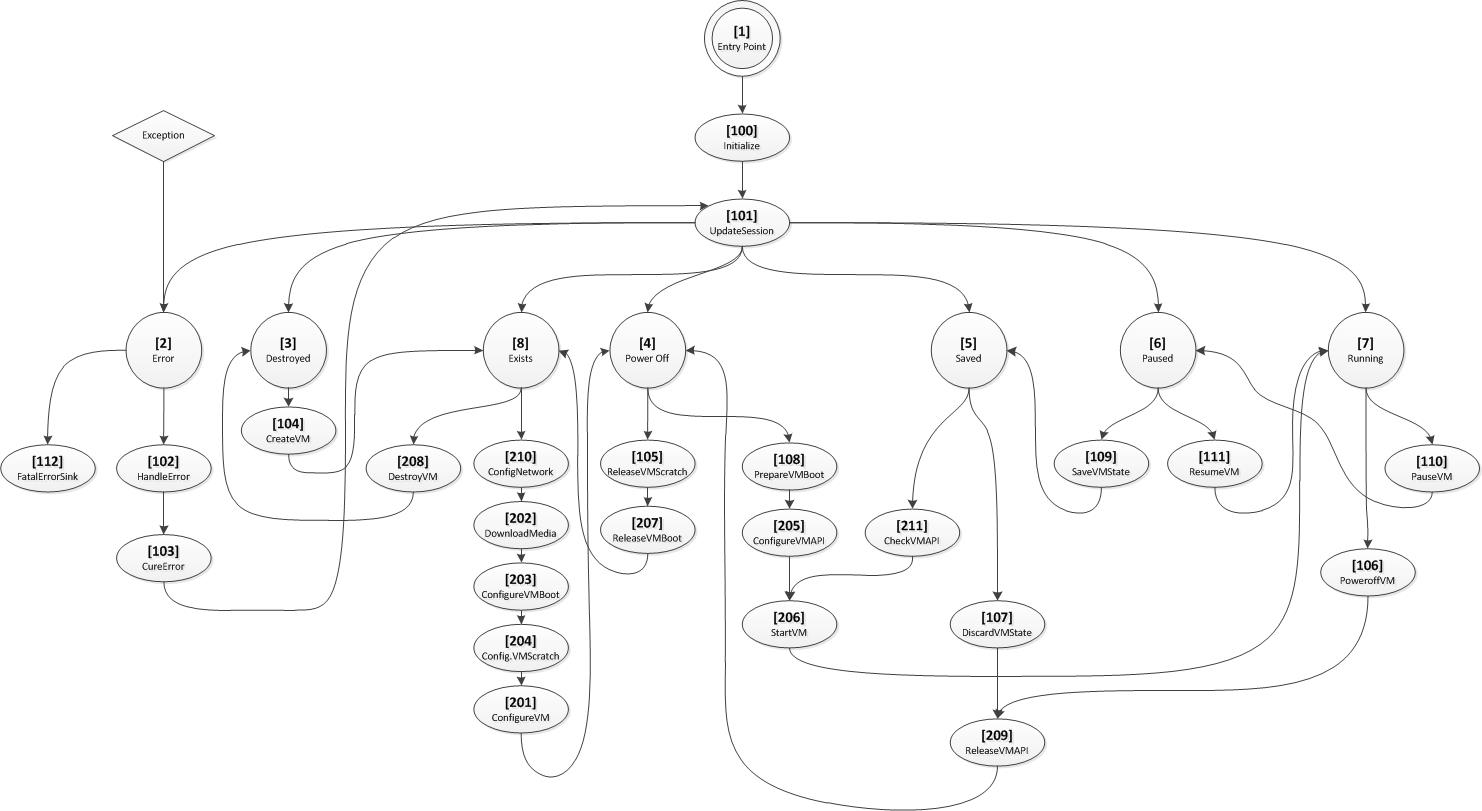 [1]
Entry Point
Exception
[100]
Initialize
[101]
UpdateSession
[2]
Error
[3]
Destroyed
[8]
Exists
[4]
Power Off
[5]
Saved
[6]
Paused
[7]
Running
[104]
CreateVM
[112]
FatalErrorSink
[102]
HandleError
[208]
DestroyVM
[210]
ConfigNetwork
[105]
ReleaseVMScratch
[108]
PrepareVMBoot
[109]
SaveVMState
[111]
ResumeVM
[110]
PauseVM
[202]
DownloadMedia
[207]
ReleaseVMBoot
[205]
ConfigureVMAPI
[211]
CheckVMAPI
[103]
CureError
[203]
ConfigureVMBoot
[106]
PoweroffVM
[204]
Config.VMScratch
[206]
StartVM
[107]
DiscardVMState
[201]
ConfigureVM
[209]
ReleaseVMAPI